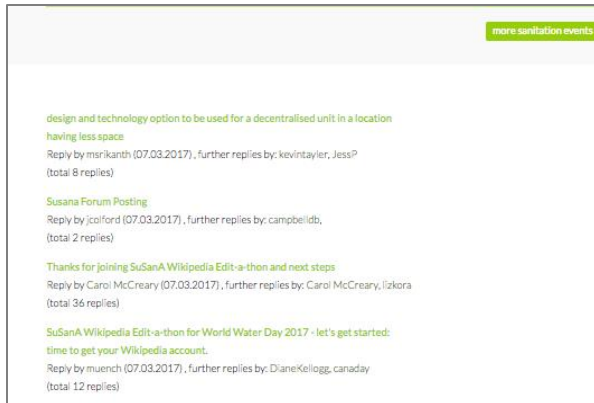 more sanitation events
design and technology option to be used for a decentralised unit in a location
having less space
Reply by msrikanth (07.03.2017) , further replies by: kevintayler, JessP
(total 8 replies)
Susana Forum Posting
Reply by jcolford (07.03.2017) , further replies by: campbelldb,
(total 2 replies)
Thanks for joining SuSanA Wikipedia Edit-a-thon and next steps
Reply by Carol McCreary (07.03.2017) , further replies by: Carol McCreary, lizkora
(total 36 replies)
SuSanA Wikipedia Edit-a-thon for World Water Day 2017 - let's get started:
time to get your Wikipedia account.
Reply by muench (07.03.2017) , further replies by: DianeKellogg, canaday
(total 12 replies)